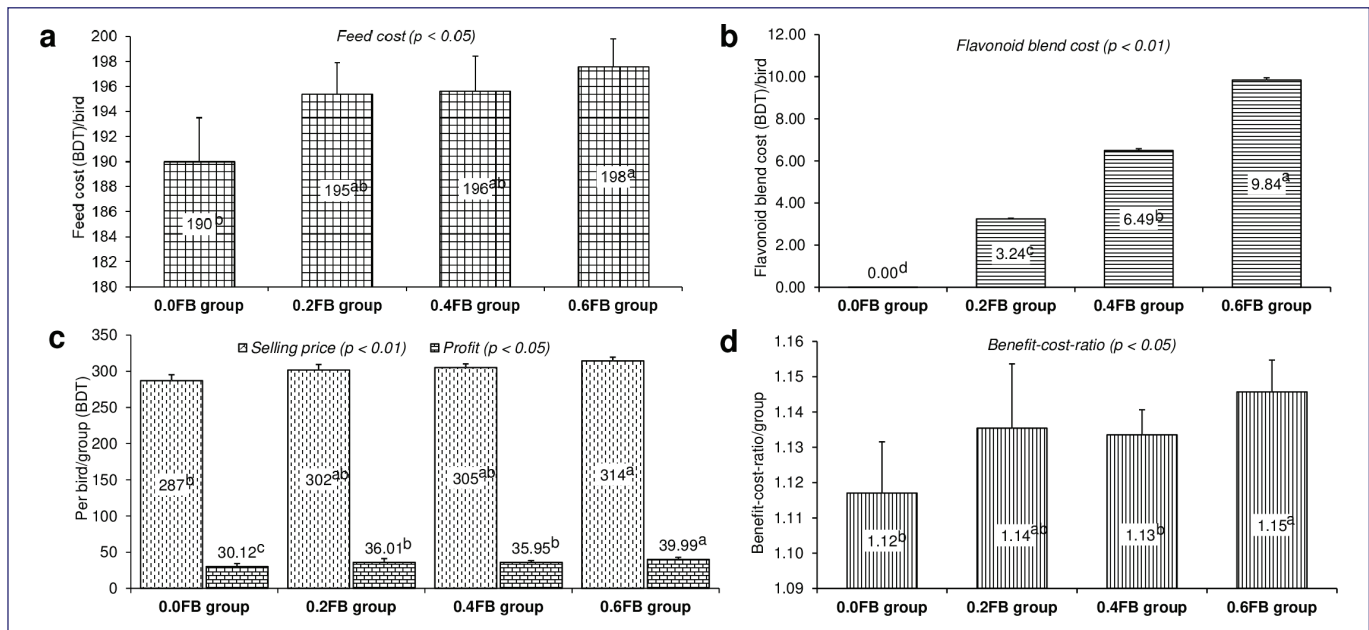 a
Feed cost (p < 0.05)
Feed cost (BDT)/bird
200
198
196
194
192
190
188
186
184
182
180
190b
195ab
196ab
198a
0.0FB group
0.2FB group
0.4FB group
0.6FB group
b
Flavonoid blend cost (p < 0.01)
Flavonoid blend cost (BDT)/bird
12.00
10.00
8.00
6.00
4.00
2.00
0.00
0.00d
3.24c
6.49b
9.84a
0.0FB group
0.2FB group
0.4FB group
0.6FB group
c
Selling price (p < 0.01)
Profit (p < 0.05)
Per bird/group (BDT)
350
300
250
200
150
100
50
0
287b
30.12c
302ab
36.01b
305ab
35.95b
314a
39.99a
0.0FB group
0.2FB group
0.4FB group
0.6FB group
d
Benefit-cost-ratio (p < 0.05)
Benefit-cost-ratio/group
1.16
1.15
1.14
1.13
1.12
1.11
1.10
1.09
1.12b
1.14ab
1.13b
1.15a
0.0FB group
0.2FB group
0.4FB group
0.6FB group